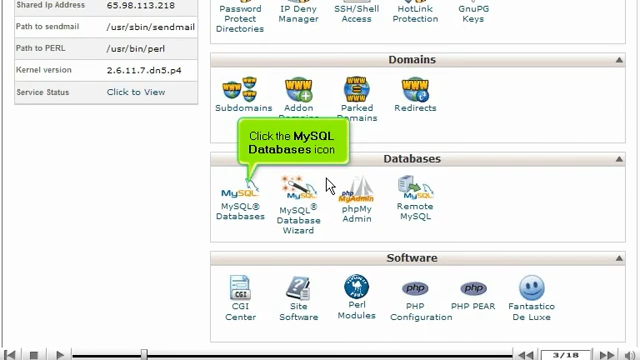 Shared Ip Address 65.98.113.218
Path to sendmail /usr/sbin/sendmail
Path to PERL /usr/bin/perl
Kernel version 2.6.11.7.dn5.p4
Service Status Click to View
Password
Protect
Directories
IP Deny
Manager
SSH/Shell
Access
HotLink
Protection
GnuPG
Keys
Domains
Subdomains
Addon
Domains
Parked
Domains
Redirects
Click the MySQL
Databases icon
Databases
MySQL®
Databases
MySQL®
Database
Wizard
phpMy
Admin
Remote
MySQL
Software
CGI
Center
Site
Software
Perl
Modules
PHP
Configuration
PHP PEAR
Fantastico
De Luxe
3/18